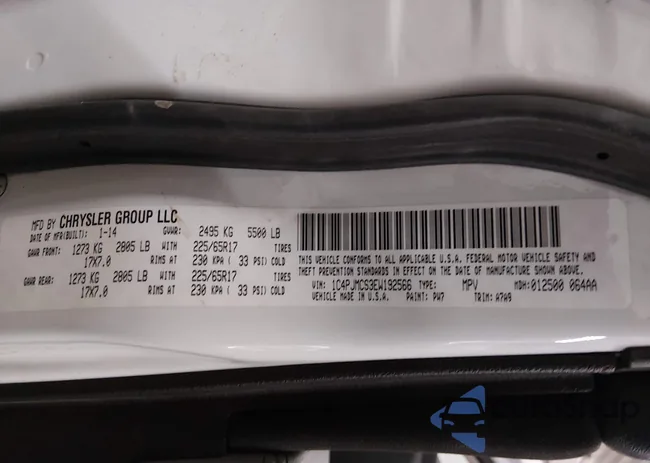 MFD BY CHRYSLER GROUP LLC
DATE OF MFR(BUILT): 1-14 GVWR: 2495 KG 5500 LB
GAWR FRONT: 1273 KG 2805 LB WITH 225/65R17 TIRES
17X7.0 RIMS AT 230 KPA ( 33 PSI) COLD
GAWR REAR: 1273 KG 2805 LB WITH 225/65R17 TIRES
17X7.0 RIMS AT 230 KPA ( 33 PSI) COLD
THIS VEHICLE CONFORMS TO ALL APPLICABLE U.S.A. FEDERAL MOTOR VEHICLE SAFETY AND
THEFT PREVENTION STANDARDS IN EFFECT ON THE DATE OF MANUFACTURE SHOWN ABOVE.
VIN: 1C4PJMCS3EW192566 TYPE: MPV MDH: 012500 064AA
VEHICLE MADE IN U.S.A. PAINT: PW7 TRIM: A7A9